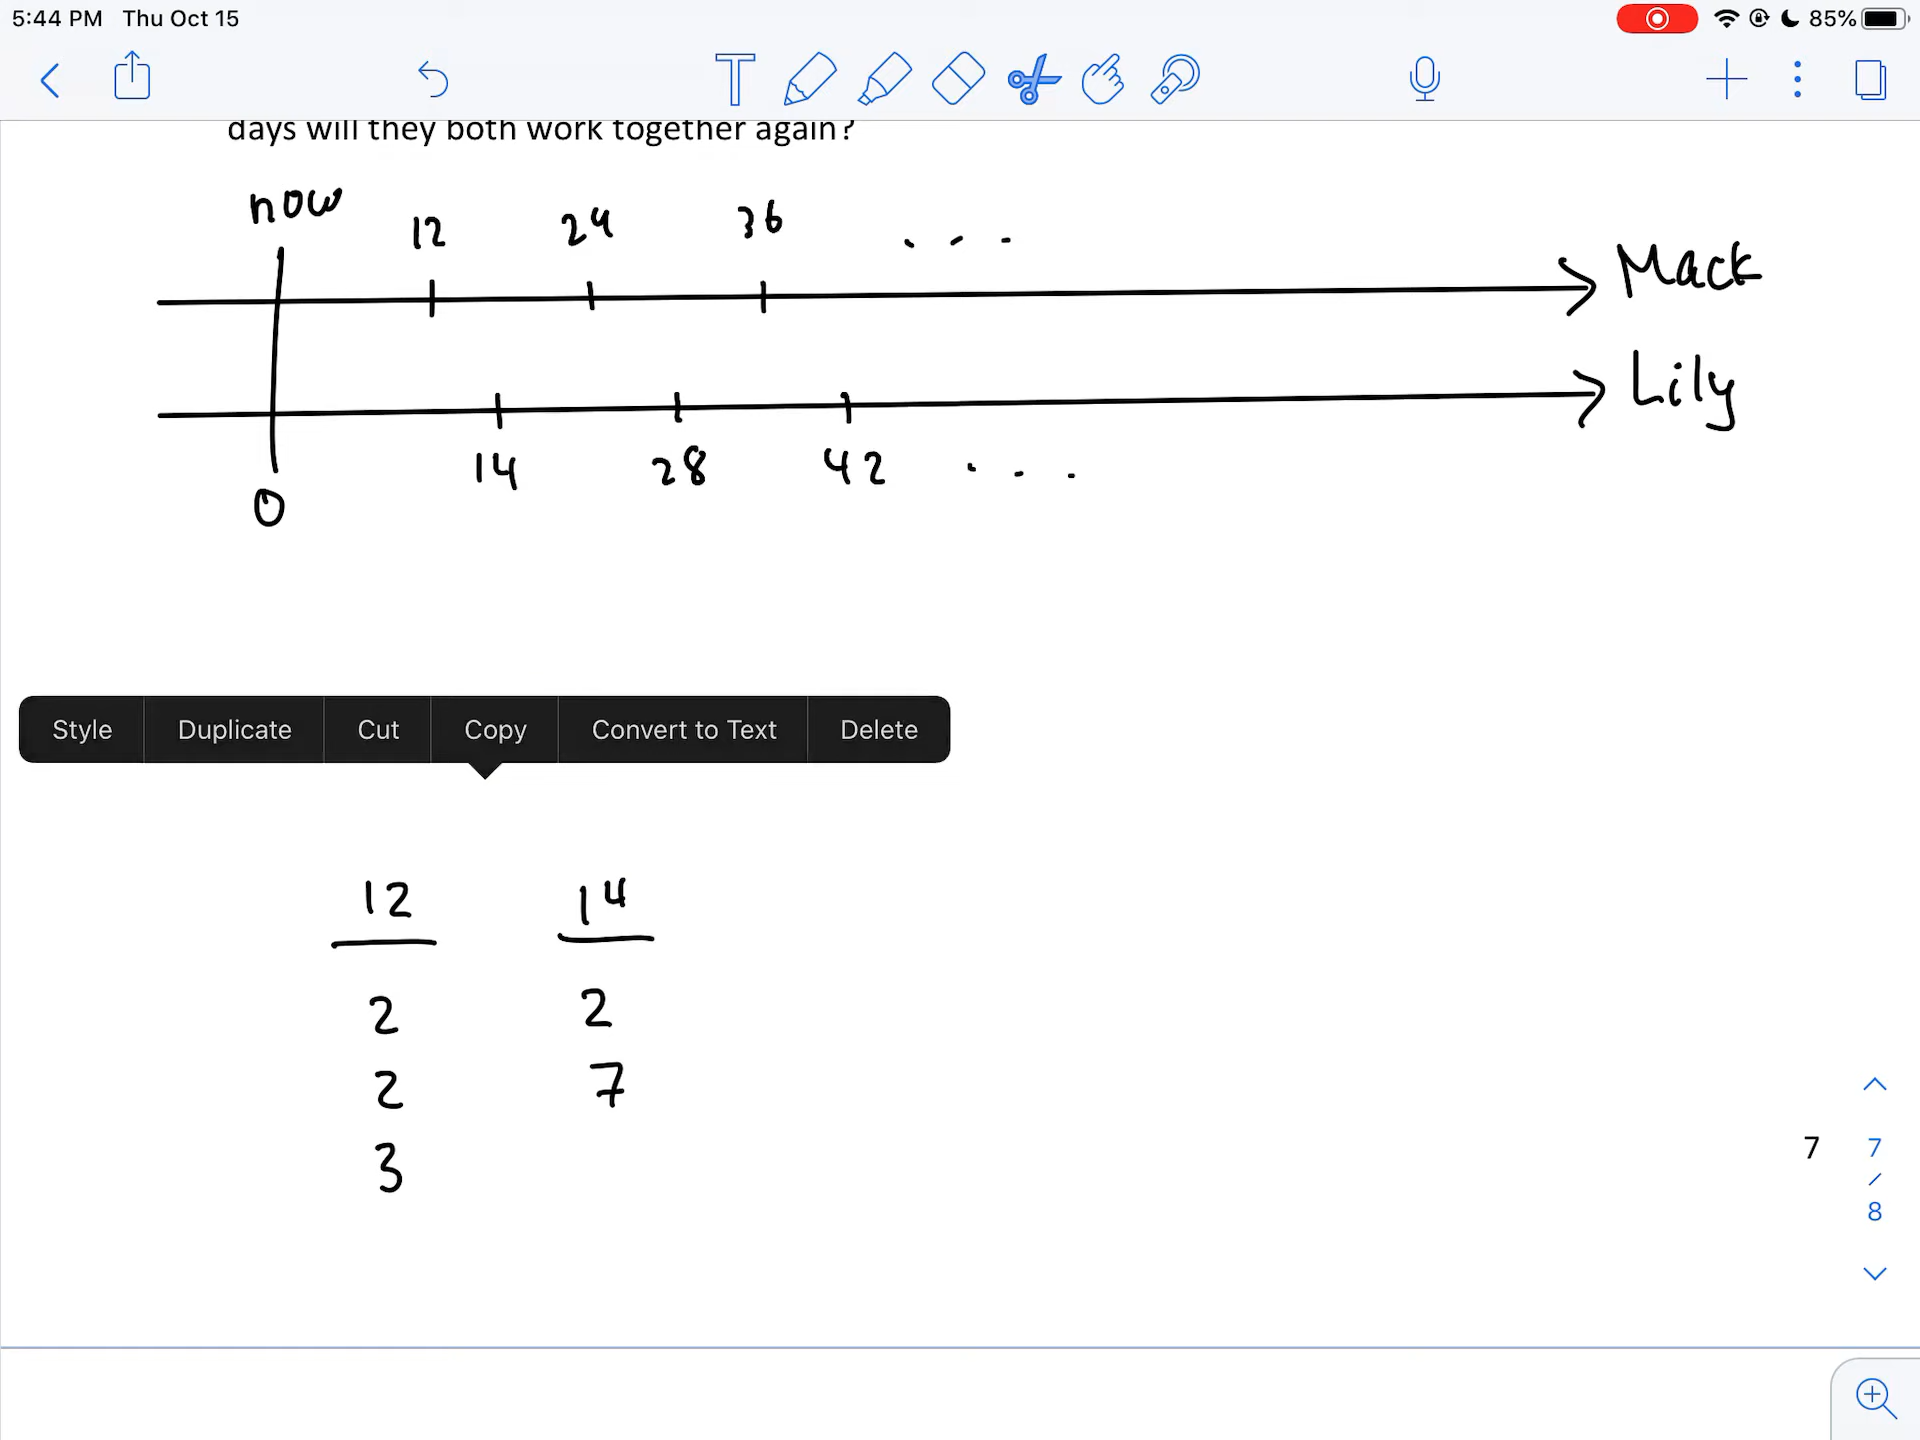 5:44 PM Thu Oct 15 85%
T
days will they both work together again?
now
12 24 36 . . .
Mack
Lily
14 28 42 . . .
0
Style Duplicate Cut Copy Convert to Text Delete
12 14
2 2
2 7
3
7 7
/
8